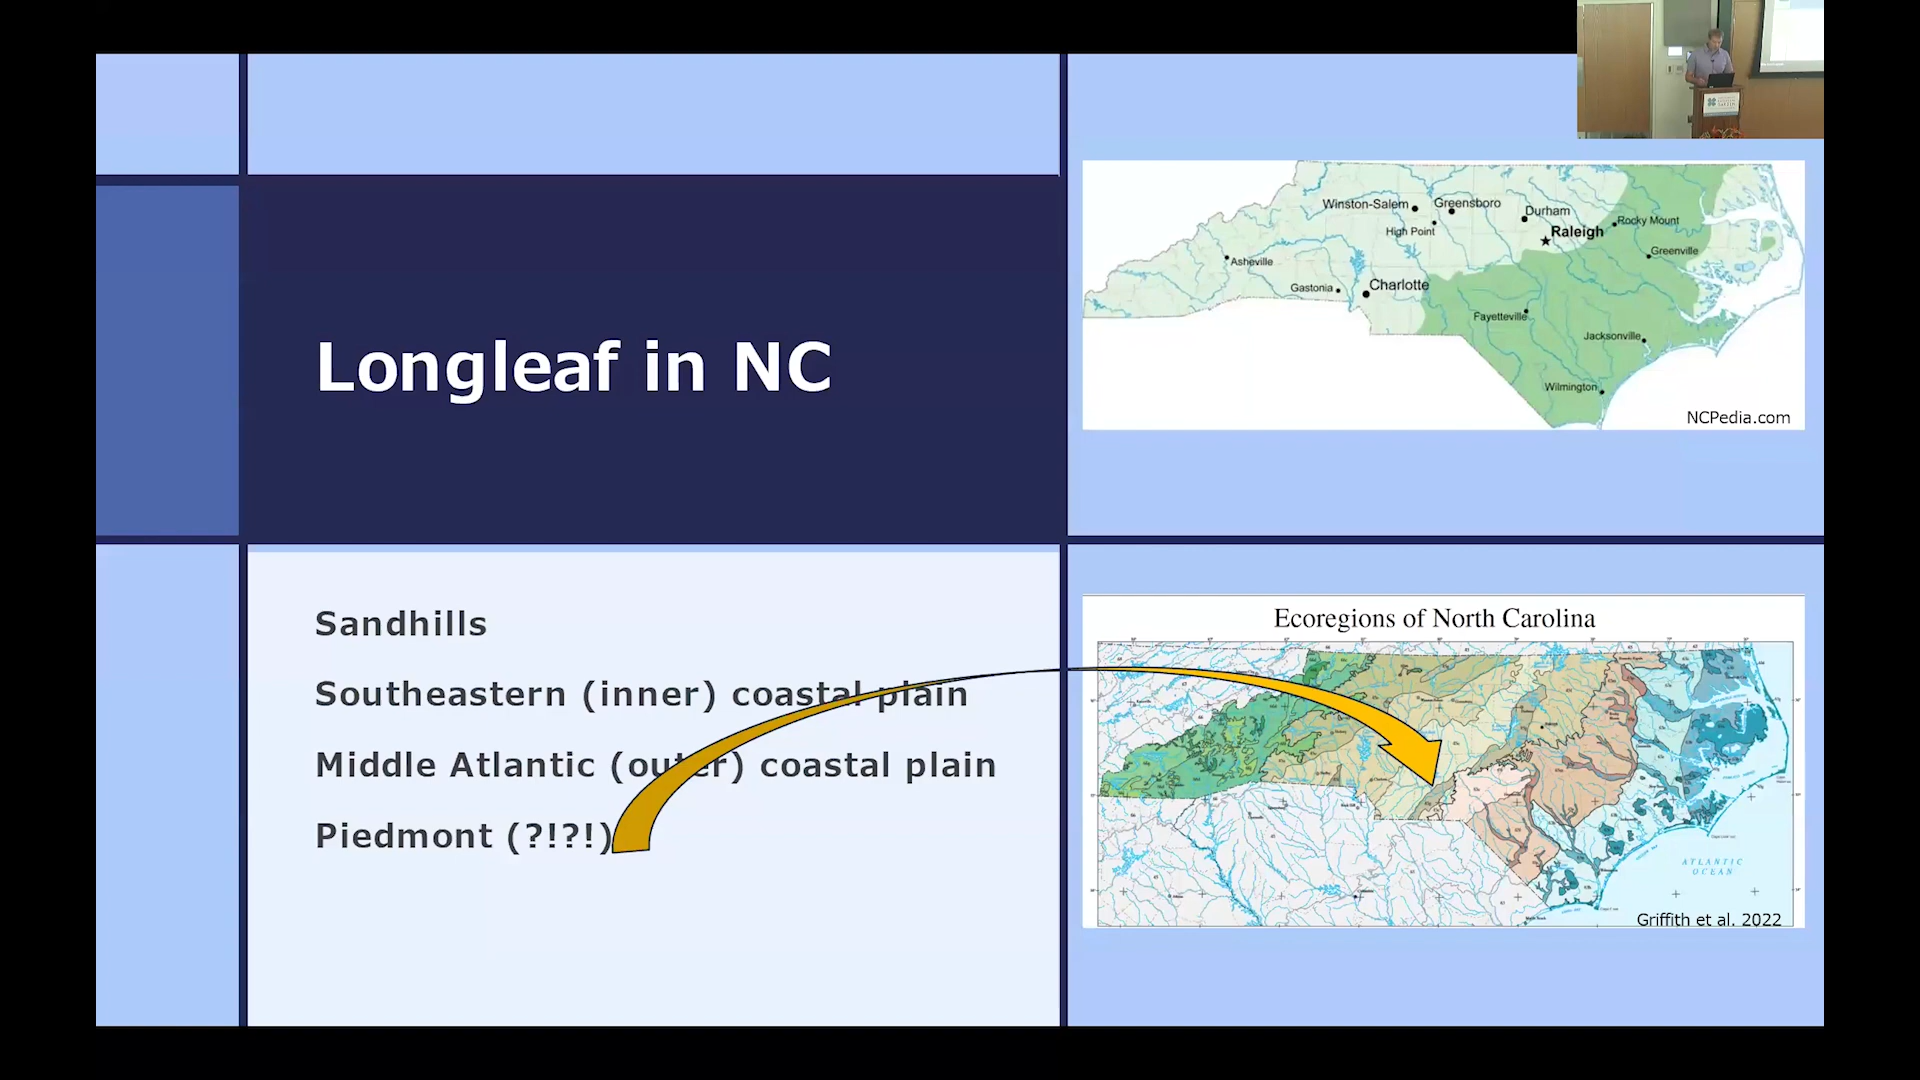 Longleaf in NC
Sandhills
Southeastern (inner) coastal plain
Middle Atlantic (outer) coastal plain
Piedmont (?!?!)
Winston-Salem
Greensboro
Durham
High Point
Raleigh
Rocky Mount
Greenville
Asheville
Gastonia
Charlotte
Fayetteville
Jacksonville
Wilmington
NCPedia.com
Ecoregions of North Carolina
ATLANTIC
OCEAN
Griffith et al. 2022